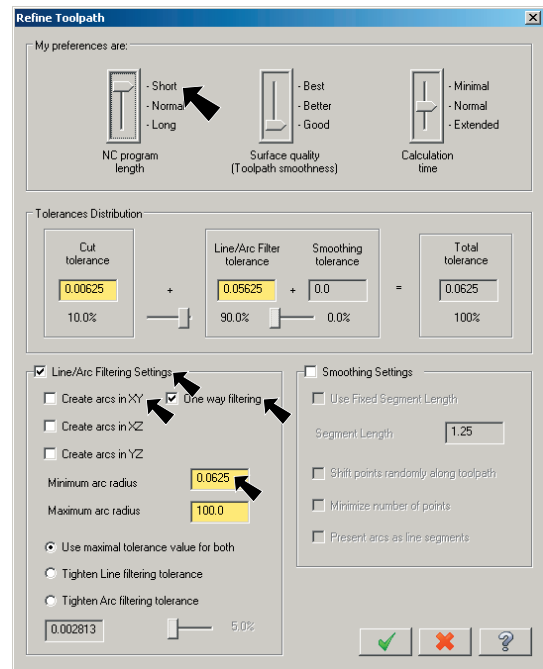 Refine Toolpath
My preferences are:
- Short
- Normal
- Long
NC program
length
- Best
- Better
- Good
Surface quality
(Toolpath smoothness)
- Minimal
- Normal
- Extended
Calculation
time
Tolerances Distribution
Cut
tolerance
0.00625
10.0%
+
Line/Arc Filter
tolerance
0.05625
90.0%
+
Smoothing
tolerance
0.0
0.0%
=
Total
tolerance
0.0625
100%
Line/Arc Filtering Settings
Create arcs in XY
One way filtering
Create arcs in XZ
Create arcs in YZ
Minimum arc radius
0.0625
Maximum arc radius
100.0
Use maximal tolerance value for both
Tighten Line filtering tolerance
Tighten Arc filtering tolerance
0.002813
5.0%
Smoothing Settings
Use Fixed Segment Length
Segment Length
1.25
Shift points randomly along toolpath
Minimize number of points
Present arcs as line segments